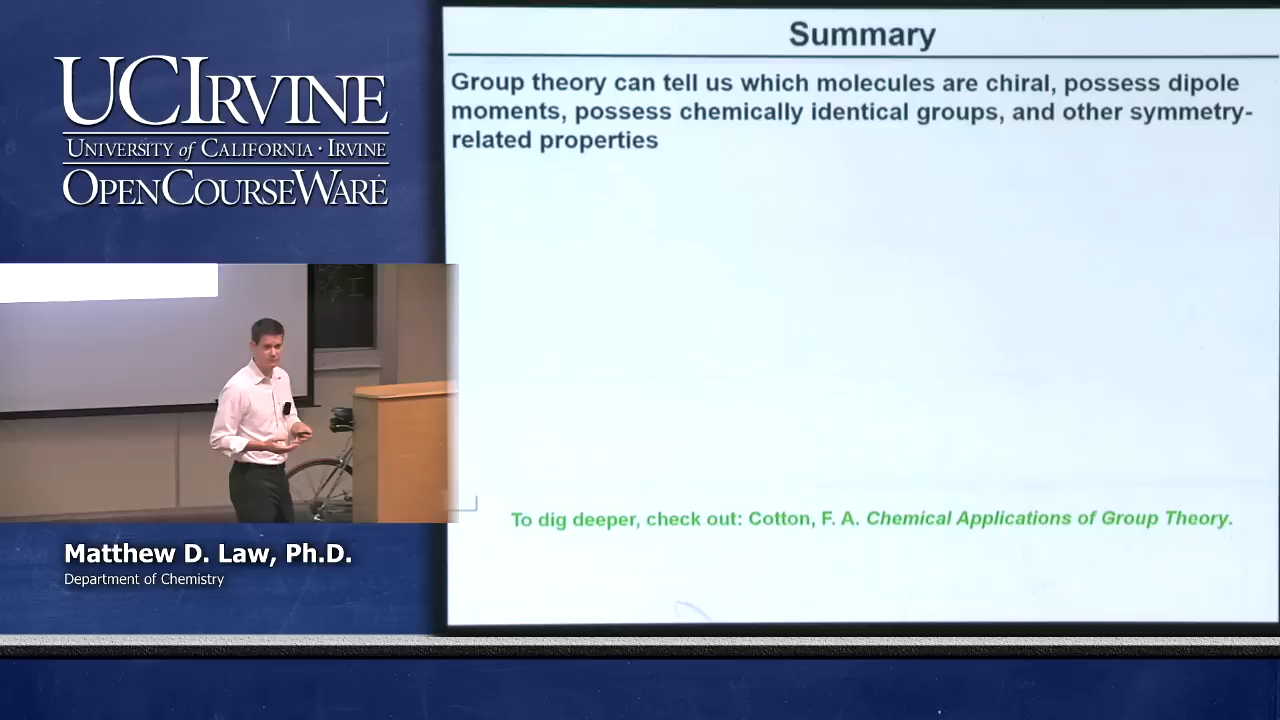 UCIRVINE
UNIVERSITY of CALIFORNIA · IRVINE
OPENCOURSEWARE
Matthew D. Law, Ph.D.
Department of Chemistry
Summary
Group theory can tell us which molecules are chiral, possess dipole
moments, possess chemically identical groups, and other symmetry-
related properties
To dig deeper, check out: Cotton, F. A. Chemical Applications of Group Theory.